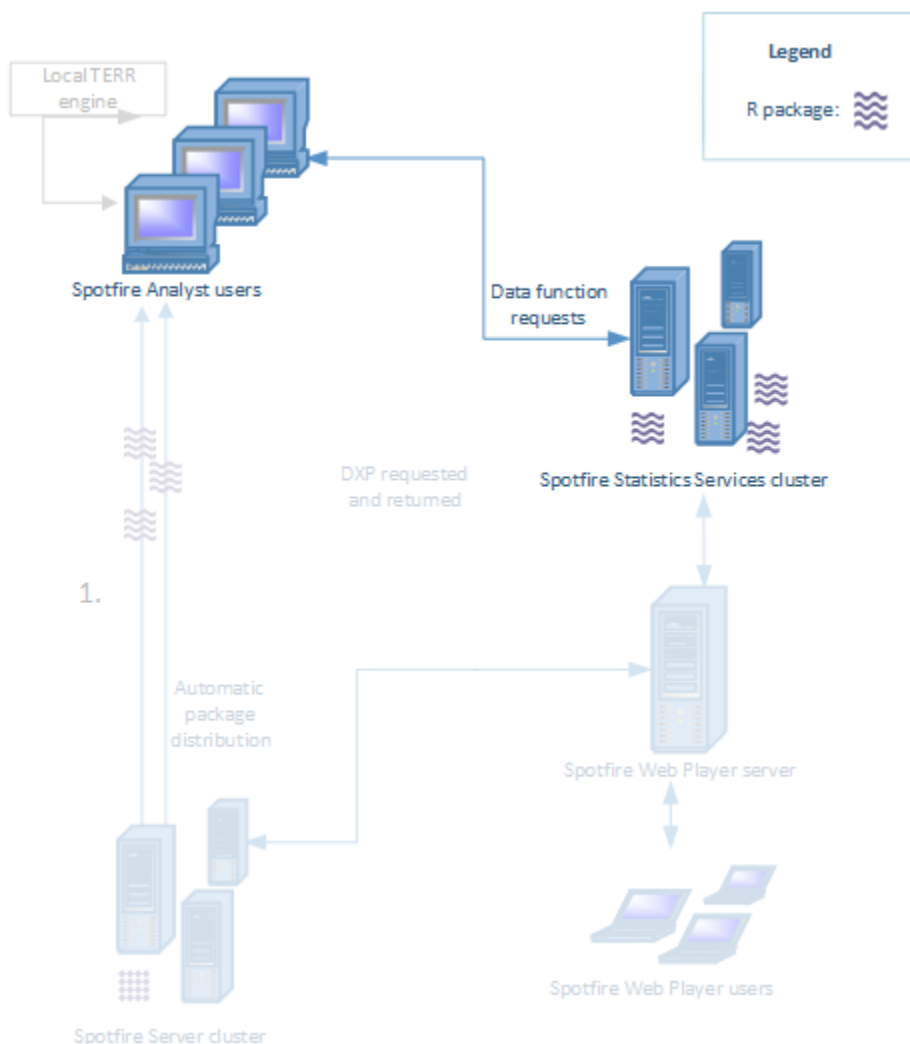 Local TERR
engine
Legend
R package:
Spotfire Analyst users
Data function
requests
DXP requested
and returned
Spotfire Statistics Services cluster
1.
Automatic
package
distribution
Spotfire Web Player server
Spotfire Web Player users
Spotfire Server cluster